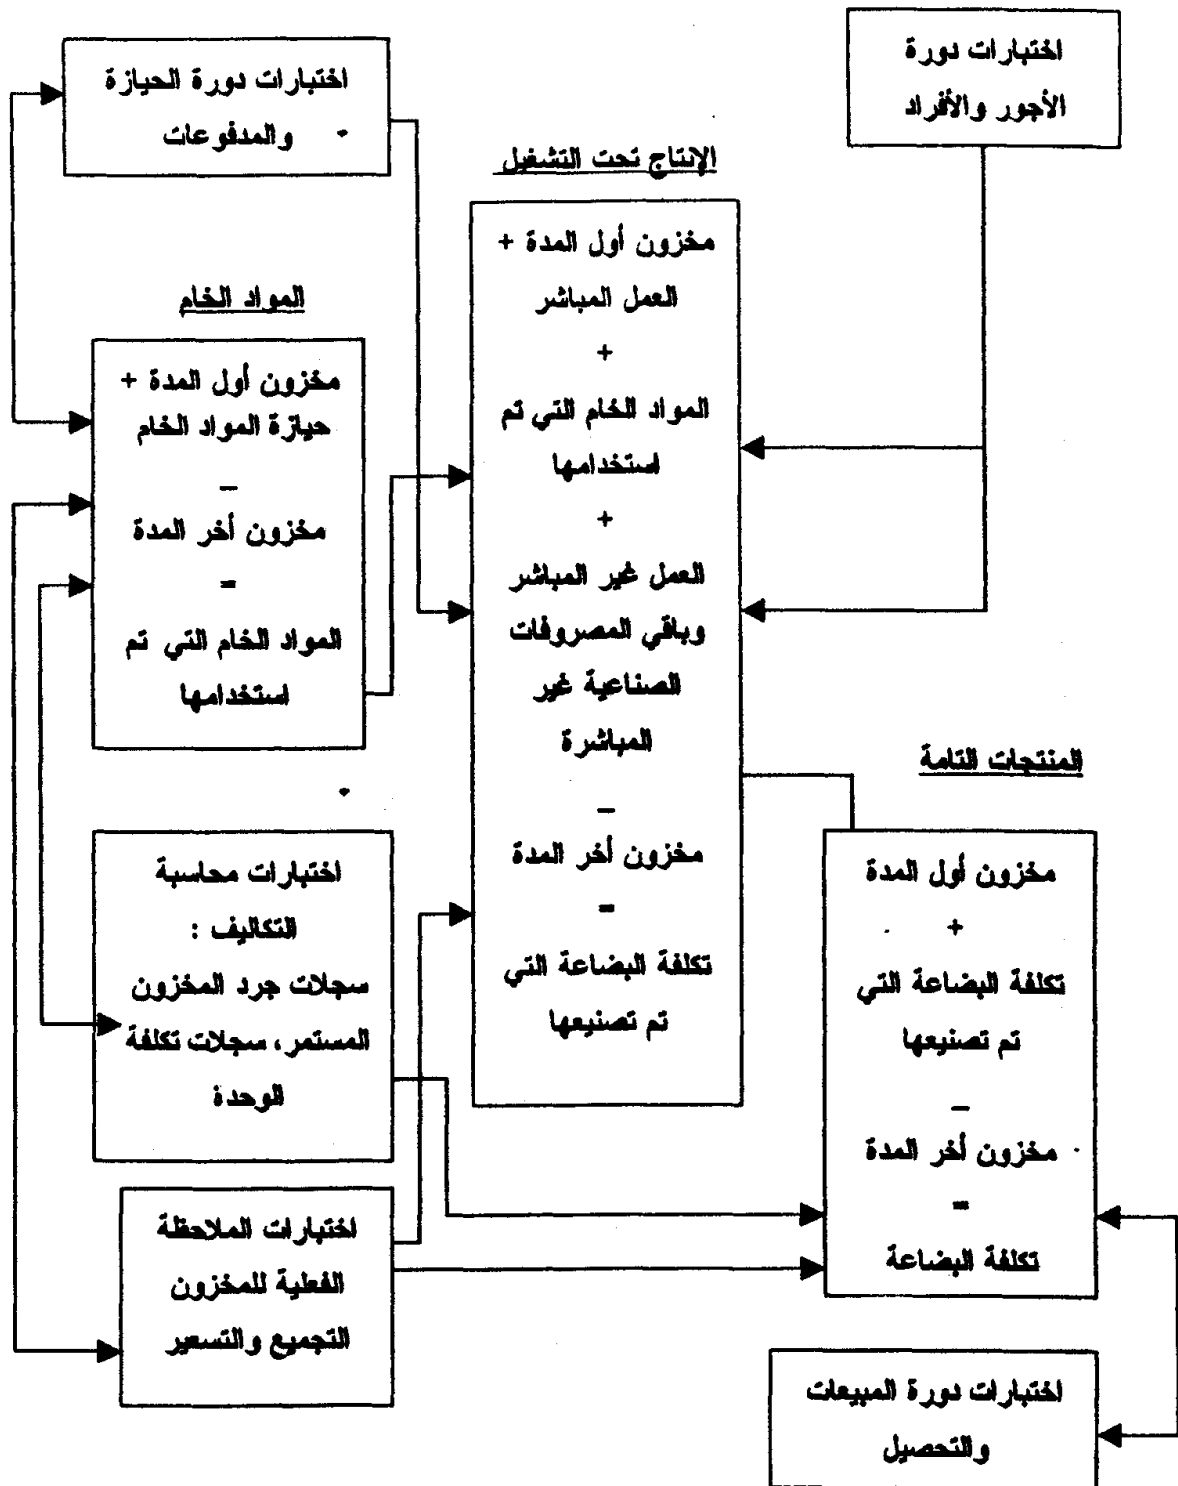 اختبارات دورة
الأجور والأفراد
اختبارات دورة الحيازة
والمدفوعات
الإنتاج تحت التشغيل
مخزون أول المدة +
العمل المباشر
+
المواد الخام التي تم
استخدامها
+
العمل غير المباشر
وباقي المصروفات
الصناعية غير
المباشرة
_
مخزون أخر المدة
=
تكلفة البضاعة التي
تم تصنيعها
المواد الخام
مخزون أول المدة +
حيازة المواد الخام
_
مخزون أخر المدة
=
المواد الخام التي تم
استخدامها
المنتجات التامة
مخزون أول المدة
+
تكلفة البضاعة التي
تم تصنيعها
_
مخزون أخر المدة
=
تكلفة البضاعة
اختبارات محاسبة
التكاليف :
سجلات جرد المخزون
المستمر، سجلات تكلفة
الوحدة
اختبارات الملاحظة
الفعلية للمخزون
التجميع والتسعير
اختبارات دورة المبيعات
والتحصيل